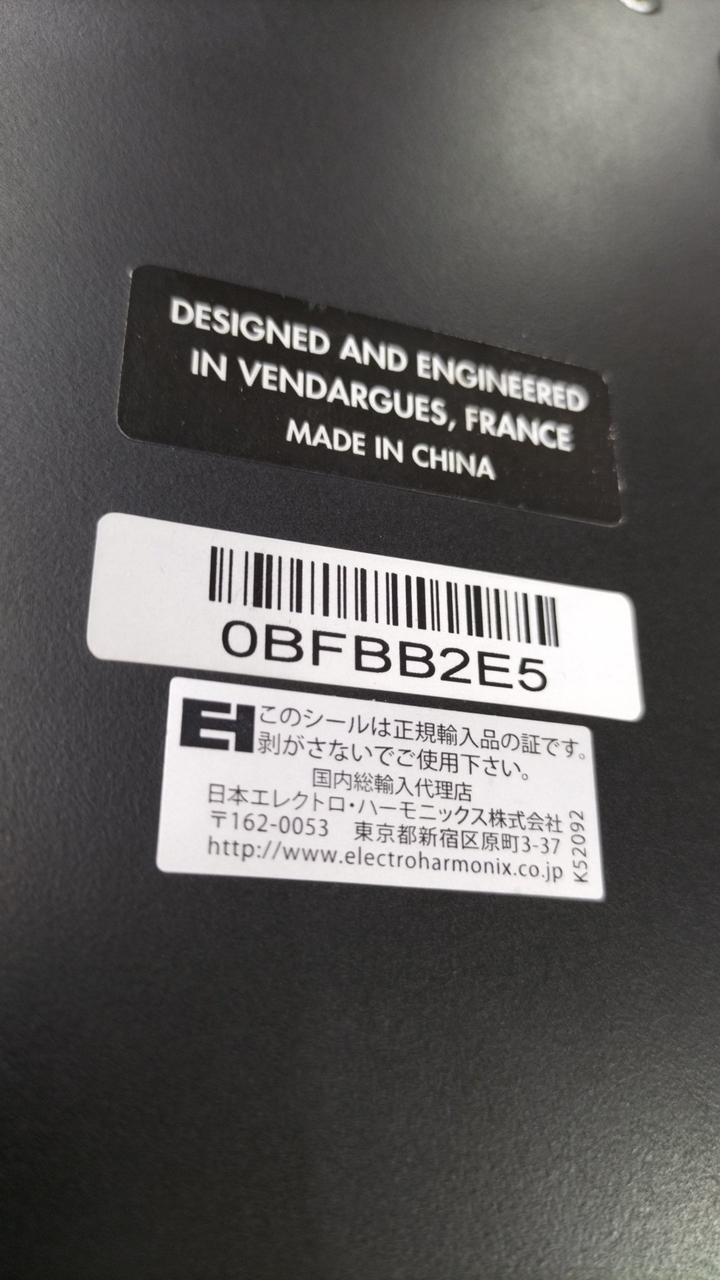 DESIGNED AND ENGINEERED
IN VENDARGUES, FRANCE
MADE IN CHINA
0BFBB2E5
EH
このシールは正規輸入品の証です。
剥がさないでご使用下さい。
国内総輸入代理店
日本エレクトロ・ハーモニックス株式会社
〒162-0053 東京都新宿区原町3-37
http://www.electroharmonix.co.jp
K52092